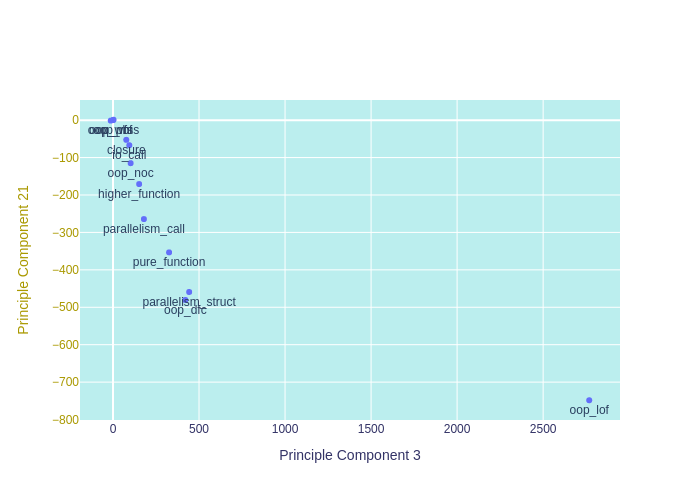 0
−100
−200
−300
−400
−500
−600
−700
−800
closure
io_call
oop_noc
higher_function
parallelism_call
pure_function
parallelism_struct
oop_dfc
oop_lof
0
500
1000
1500
2000
2500
Principle Component 3
Principle Component 21